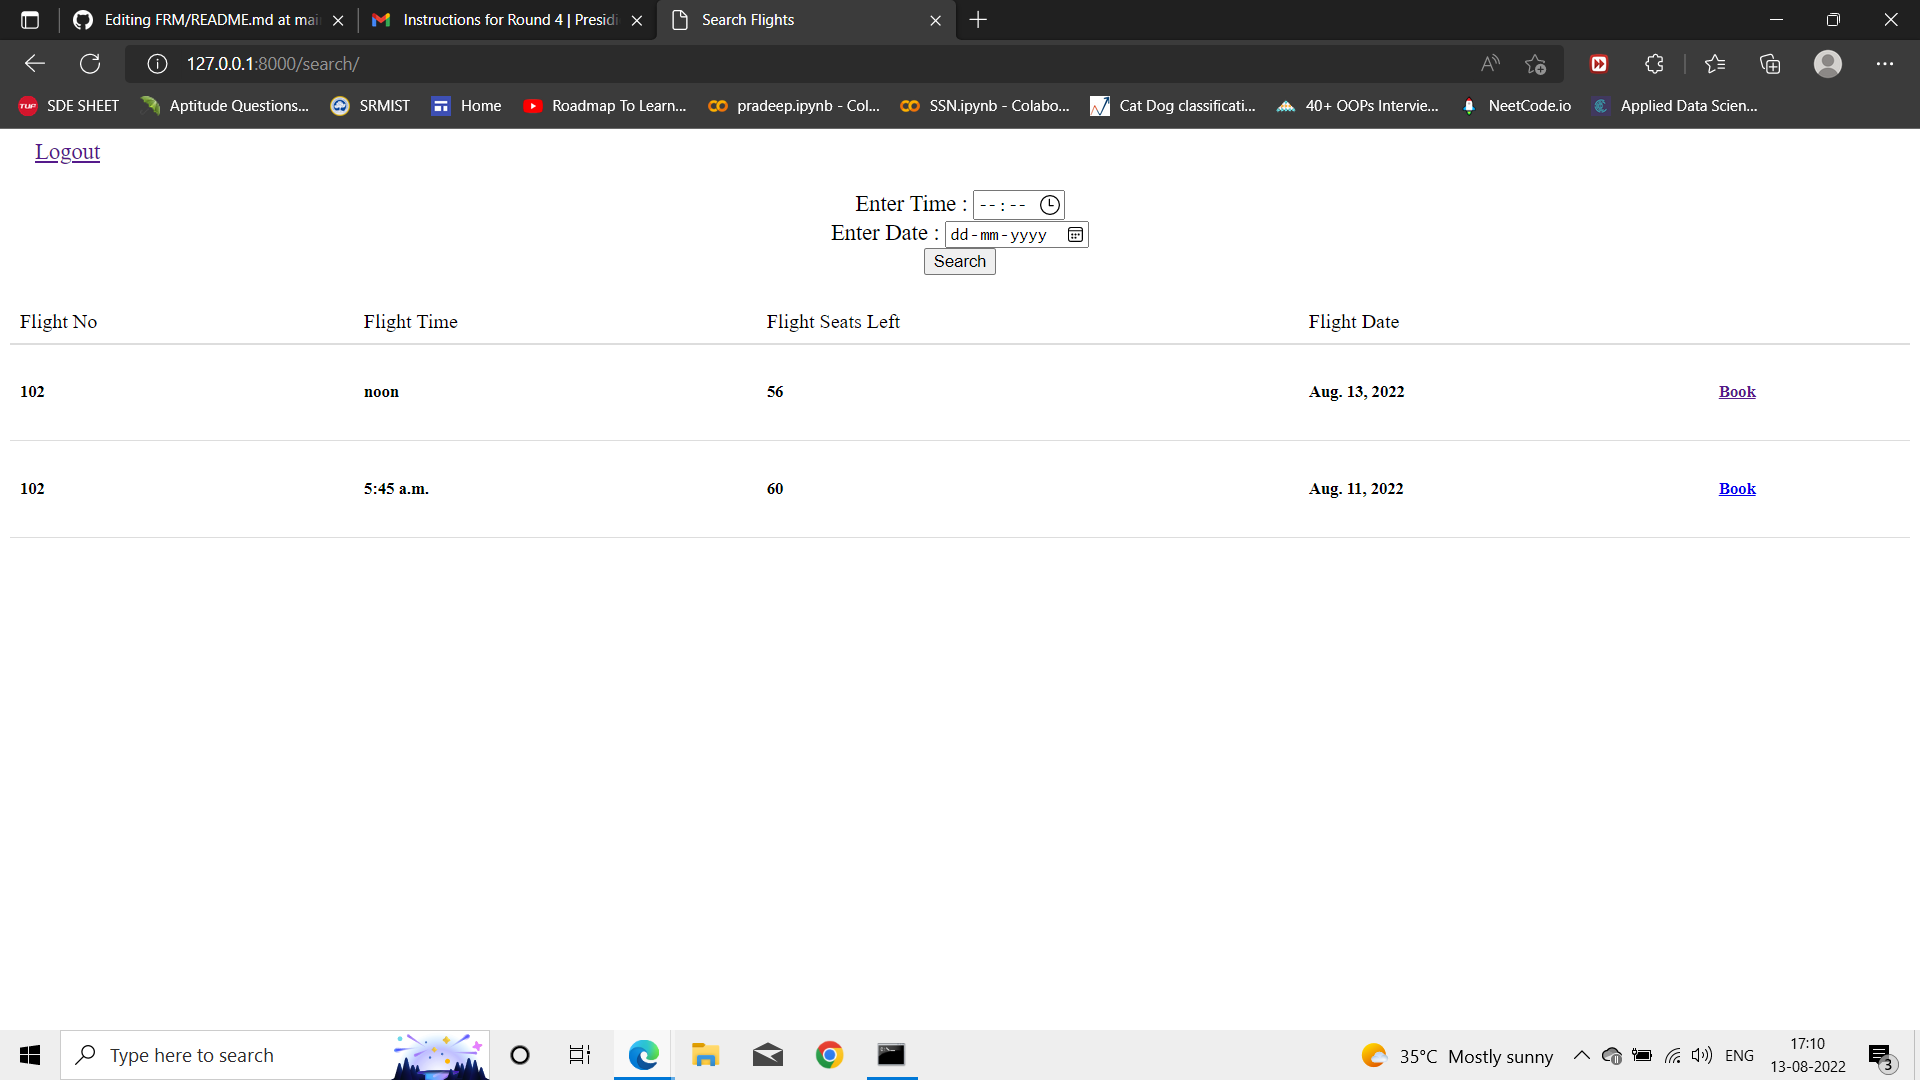 Editing FRM/README.md at mai
Instructions for Round 4 | Presidi
Search Flights
127.0.0.1:8000/search/
SDE SHEET
Aptitude Questions...
SRMIST
Home
Roadmap To Learn...
pradeep.ipynb - Col...
SSN.ipynb - Colabo...
Cat Dog classificati...
40+ OOPs Intervie...
NeetCode.io
Applied Data Scien...
Logout
Enter Time : --:--
Enter Date : dd-mm-yyyy
Search
Flight No Flight Time Flight Seats Left Flight Date
102 noon 56 Aug. 13, 2022 Book
102 5:45 a.m. 60 Aug. 11, 2022 Book
Type here to search
35°C Mostly sunny
ENG
17:10
13-08-2022
3